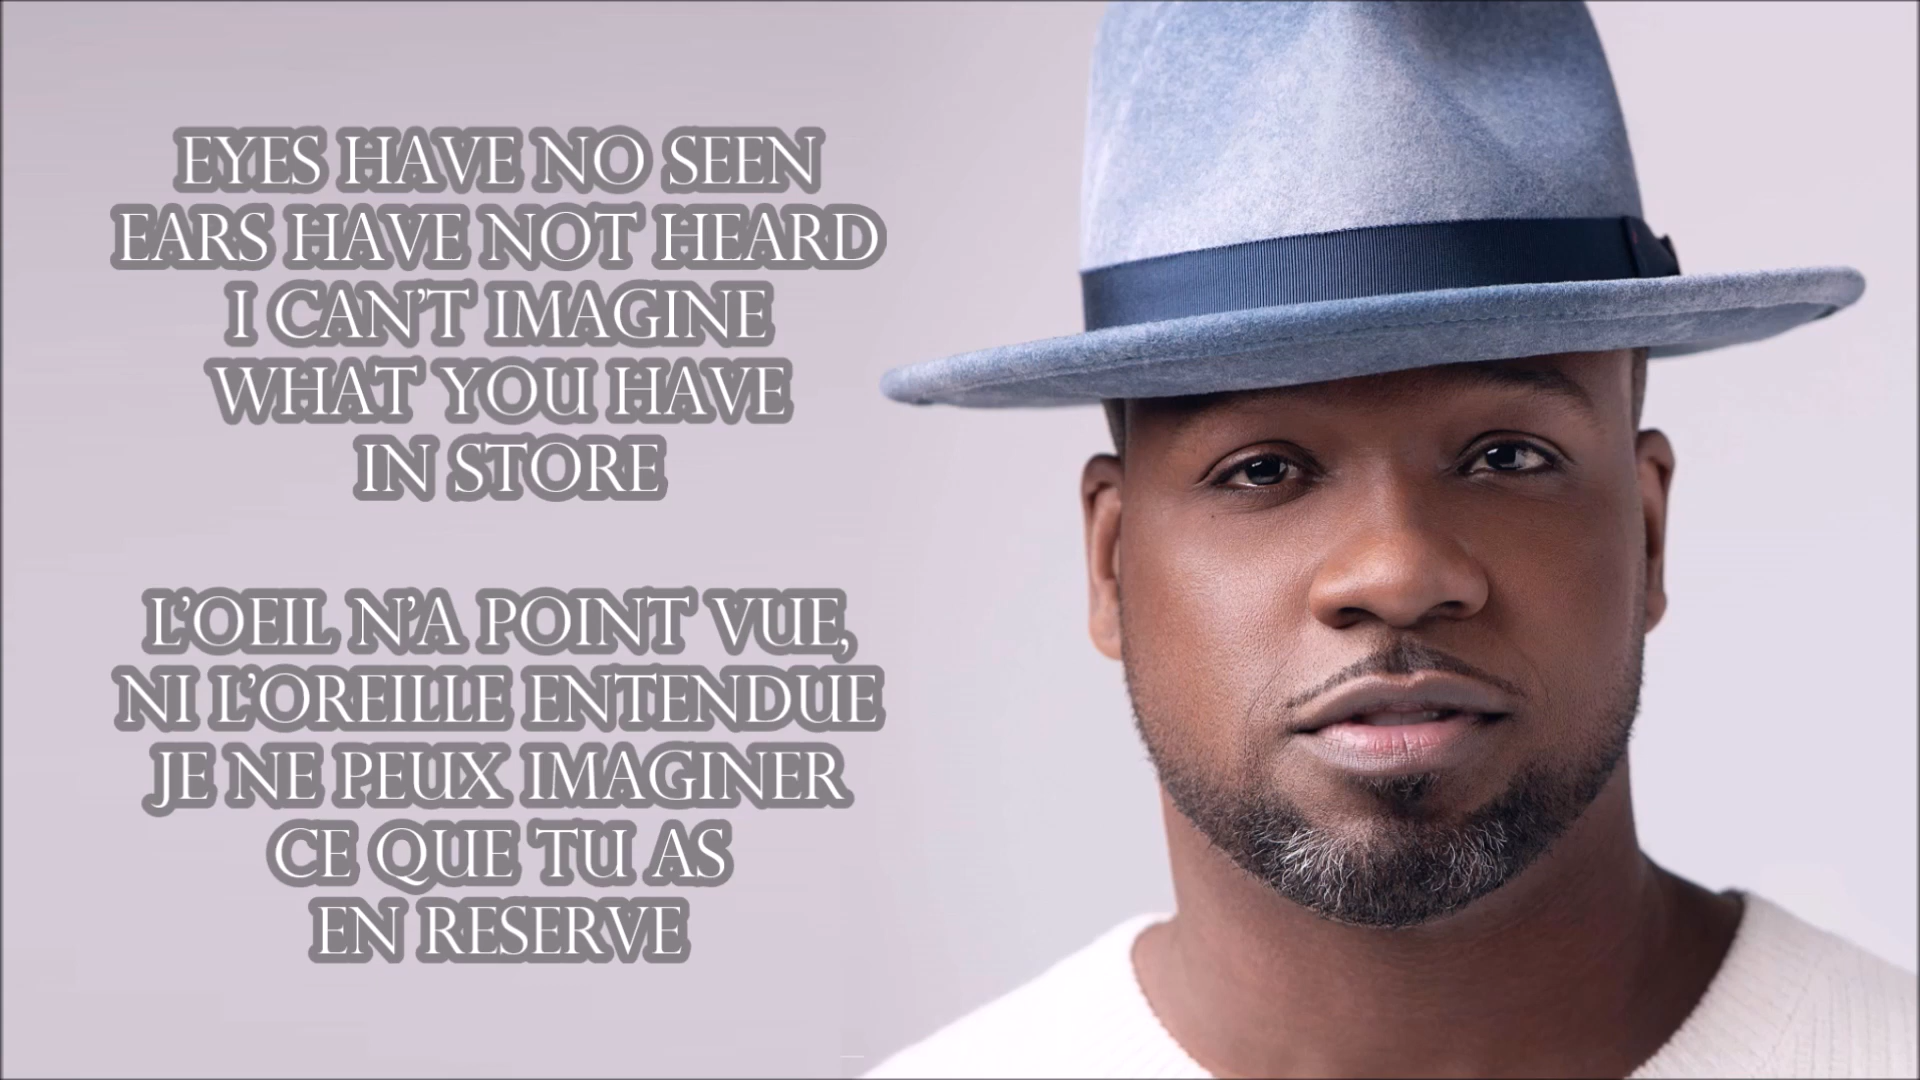 EYES HAVE NO SEEN
EARS HAVE NOT HEARD
I CAN'T IMAGINE
WHAT YOU HAVE
IN STORE
L'OEIL N'A POINT VUE,
NI L'OREILLE ENTENDUE
JE NE PEUX IMAGINER
CE QUE TU AS
EN RESERVE